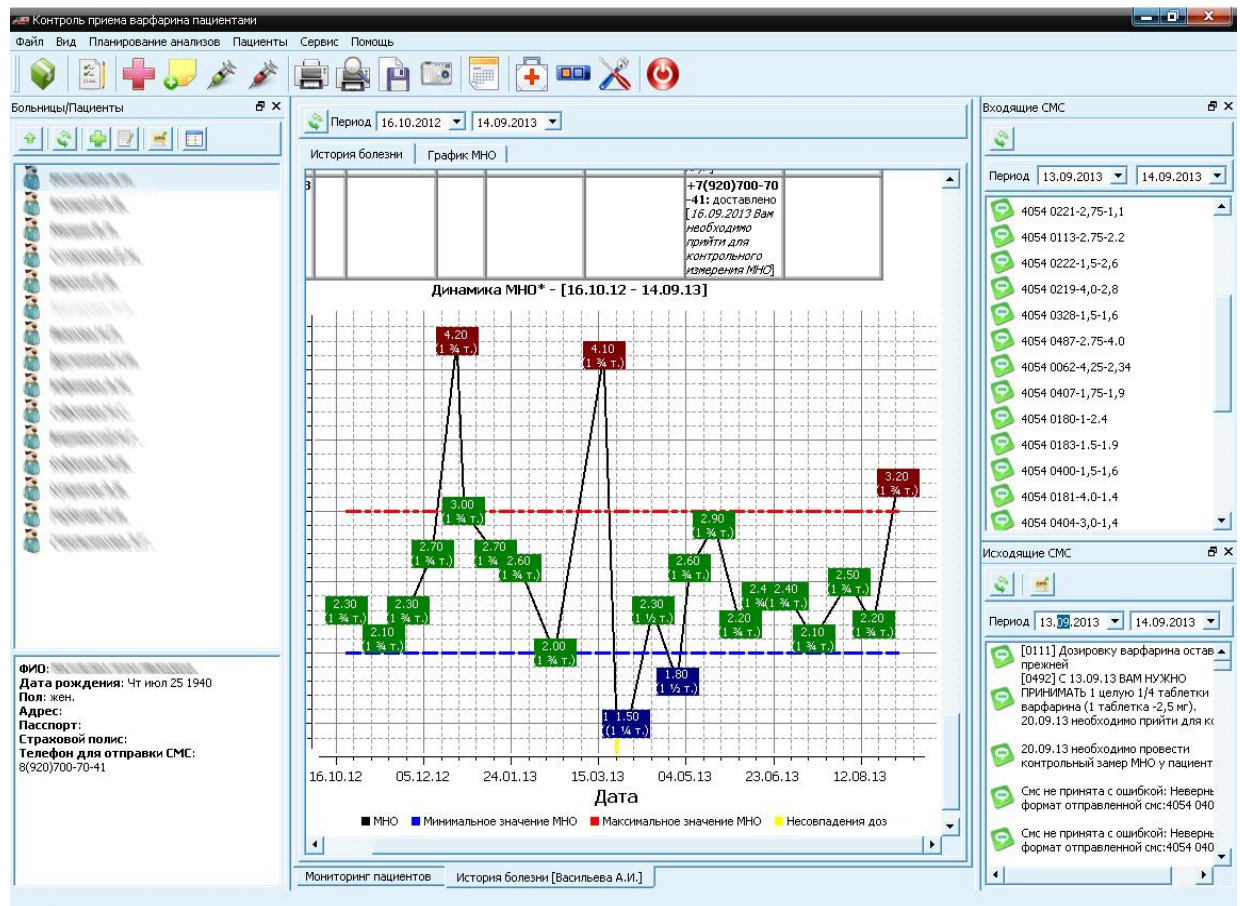 Контроль приема варфарина пациентами
Файл Вид Планирование анализов Пациенты Сервис Помощь
Больницы/Пациенты
ФИО:
Дата рождения: Чт июл 25 1940
Пол: жен.
Адрес:
Паспорт:
Страховой полис:
Телефон для отправки СМС:
8(920)700-70-41
Период 16.10.2012 14.09.2013
История болезни График МНО
3
+7(920)700-70
-41: доставлено
[16.09.2013 Вам
необходимо
прийти для
контрольного
измерения МНО]
Динамика МНО* - [16.10.12 - 14.09.13]
4.20
(1 ¾ т.)
4.10
(1 ¾ т.)
3.20
(1 ¾ т.)
3.00
(1 ¾ т.)
2.90
(1 ¾ т.)
2.70
(1 ¾ т.)
2.70
(1 ¾
2.60
(1 ¾ т.)
2.60
(1 ¾ т.)
2.50
(1 ¾ т.)
2.4
(1 ¾
2.40
(1 ¾ т.)
2.30
(1 ¾ т.)
2.10
(1 ¾ т.)
2.30
(1 ¾ т.)
2.30
(1 ½ т.)
2.20
(1 ¾ т.)
2.10
(1 ¾ т.)
2.20
(1 ¾ т.)
2.00
(1 ¾ т.)
1.80
(1 ½ т.)
1 1.50
((1 ¼ т.)
16.10.12 05.12.12 24.01.13 15.03.13 04.05.13 23.06.13 12.08.13
Дата
МНО Минимальное значение МНО Максимальное значение МНО Несовпадения доз
Мониторинг пациентов История болезни [Васильева А.И.]
Входящие СМС
Период 13.09.2013 14.09.2013
4054 0221-2,75-1,1
4054 0113-2.75-2.2
4054 0222-1,5-2,6
4054 0219-4,0-2,8
4054 0328-1,5-1,6
4054 0487-2.75-4.0
4054 0062-4,25-2,34
4054 0407-1,75-1,9
4054 0180-1-2.4
4054 0183-1.5-1.9
4054 0400-1,5-1,6
4054 0181-4.0-1.4
4054 0404-3,0-1,4
Исходящие СМС
Период 13.09.2013 14.09.2013
[0111] Дозировку варфарина остав
прежней
[0492] С 13.09.13 ВАМ НУЖНО
ПРИНИМАТЬ 1 целую 1/4 таблетки
варфарина (1 таблетка -2,5 мг).
20.09.13 необходимо прийти для ко
20.09.13 необходимо провести
контрольный замер МНО у пациент
Смс не принята с ошибкой: Неверны
формат отправленной смс:4054 040
Смс не принята с ошибкой: Неверны
формат отправленной смс:4054 040